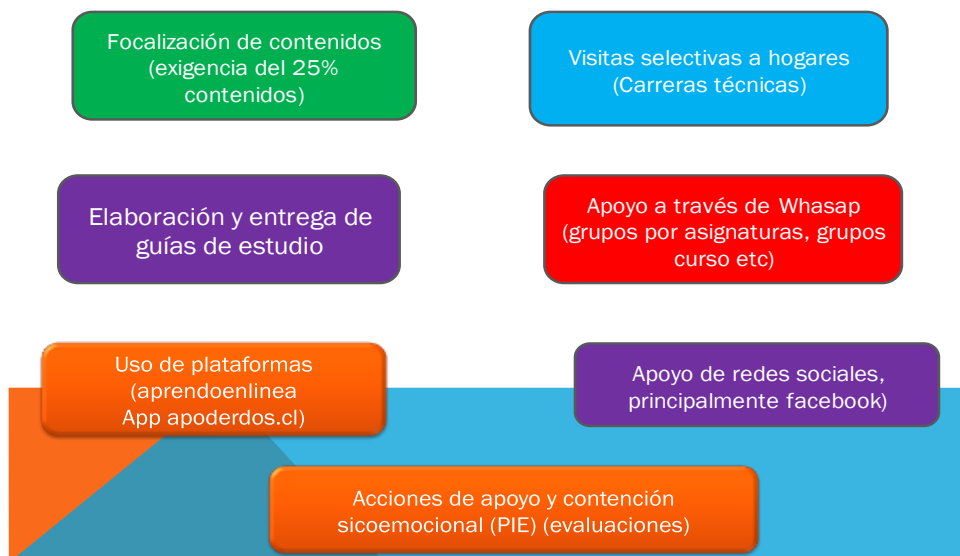 Focalización de contenidos
(exigencia del 25%
contenidos)
Visitas selectivas a hogares
(Carreras técnicas)
Elaboración y entrega de
guías de estudio
Apoyo a través de Whasap
(grupos por asignaturas, grupos
curso etc)
Uso de plataformas
(aprendoenlinea
App apoderdos.cl)
Apoyo de redes sociales,
principalmente facebook)
Acciones de apoyo y contención
sicoemocional (PIE) (evaluaciones)